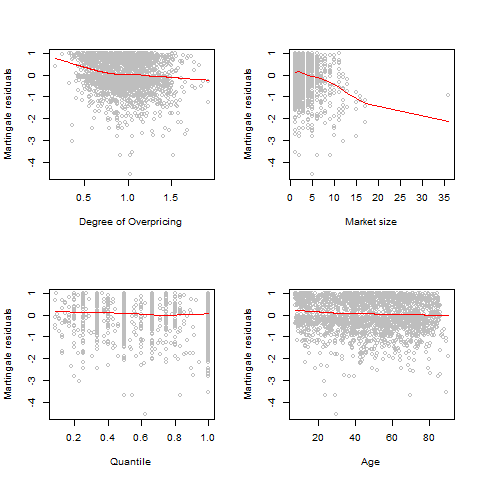 Martingale residuals
1
0
-1
-2
-3
-4
0.5 1.0 1.5
Degree of Overpricing
Martingale residuals
1
0
-1
-2
-3
-4
0 5 10 15 20 25 30 35
Market size
Martingale residuals
1
0
-1
-2
-3
-4
0.2 0.4 0.6 0.8 1.0
Quantile
Martingale residuals
1
0
-1
-2
-3
-4
20 40 60 80
Age